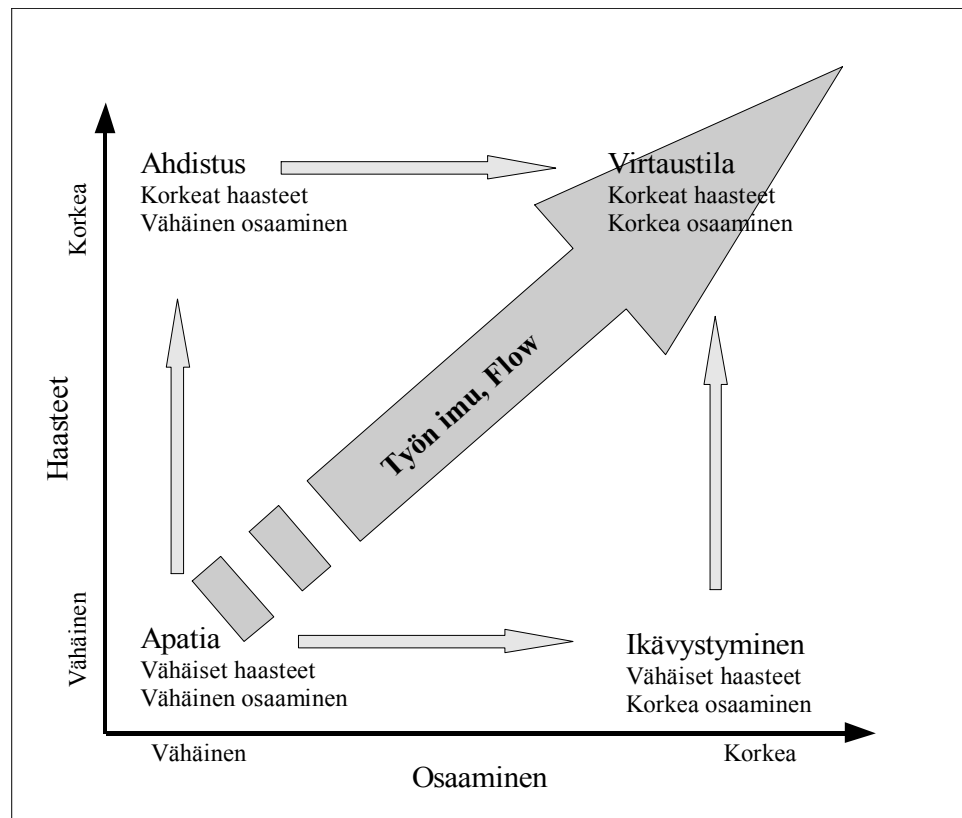 Ahdistus
Korkeat haasteet
Vähäinen osaaminen
Virtaustila
Korkeat haasteet
Korkea osaaminen
Korkea
Haasteet
Työn imu, Flow
Vähäinen
Apatia
Vähäiset haasteet
Vähäinen osaaminen
Ikävystyminen
Vähäiset haasteet
Korkea osaaminen
Vähäinen
Korkea
Osaaminen